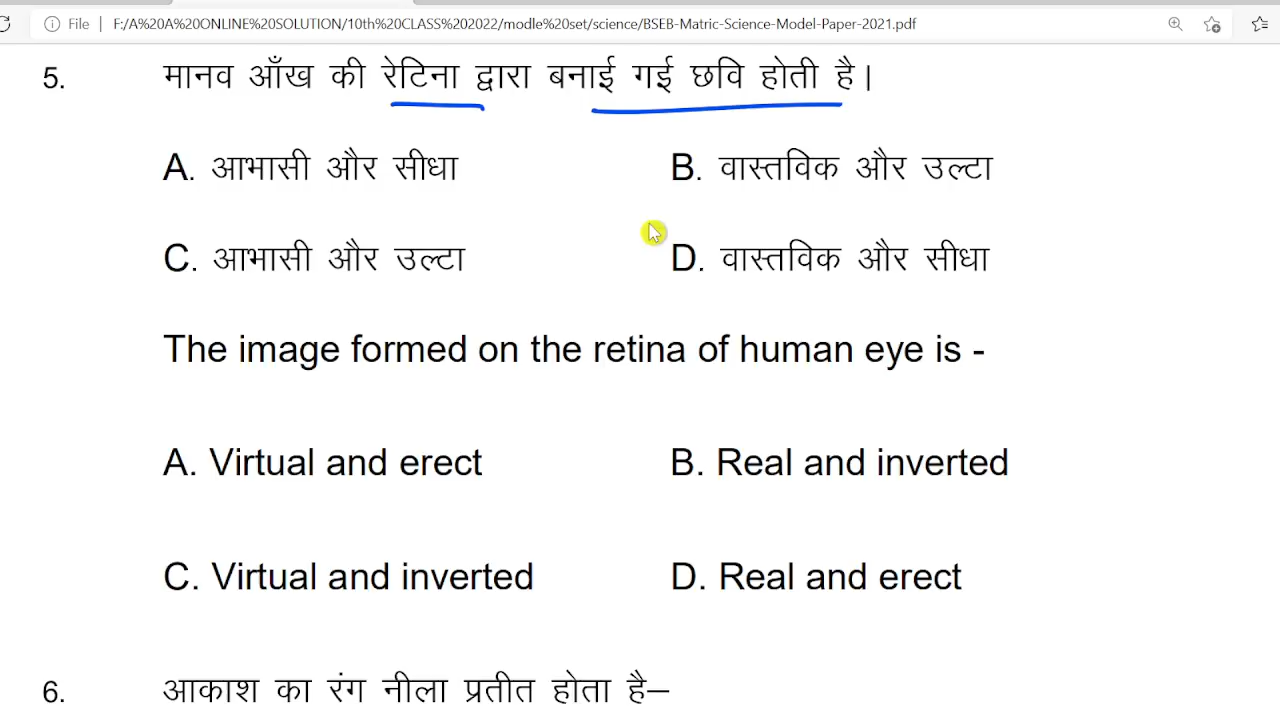 File | F:/A%20A%20ONLINE%20SOLUTION/10th%20CLASS%202022/modle%20set/science/BSEB-Matric-Science-Model-Paper-2021.pdf
5. मानव आँख की रेटिना द्वारा बनाई गई छवि होती है।
A. आभासी और सीधा B. वास्तविक और उल्टा
C. आभासी और उल्टा D. वास्तविक और सीधा
The image formed on the retina of human eye is -
A. Virtual and erect B. Real and inverted
C. Virtual and inverted D. Real and erect
6. आकाश का रंग नीला प्रतीत होता है–